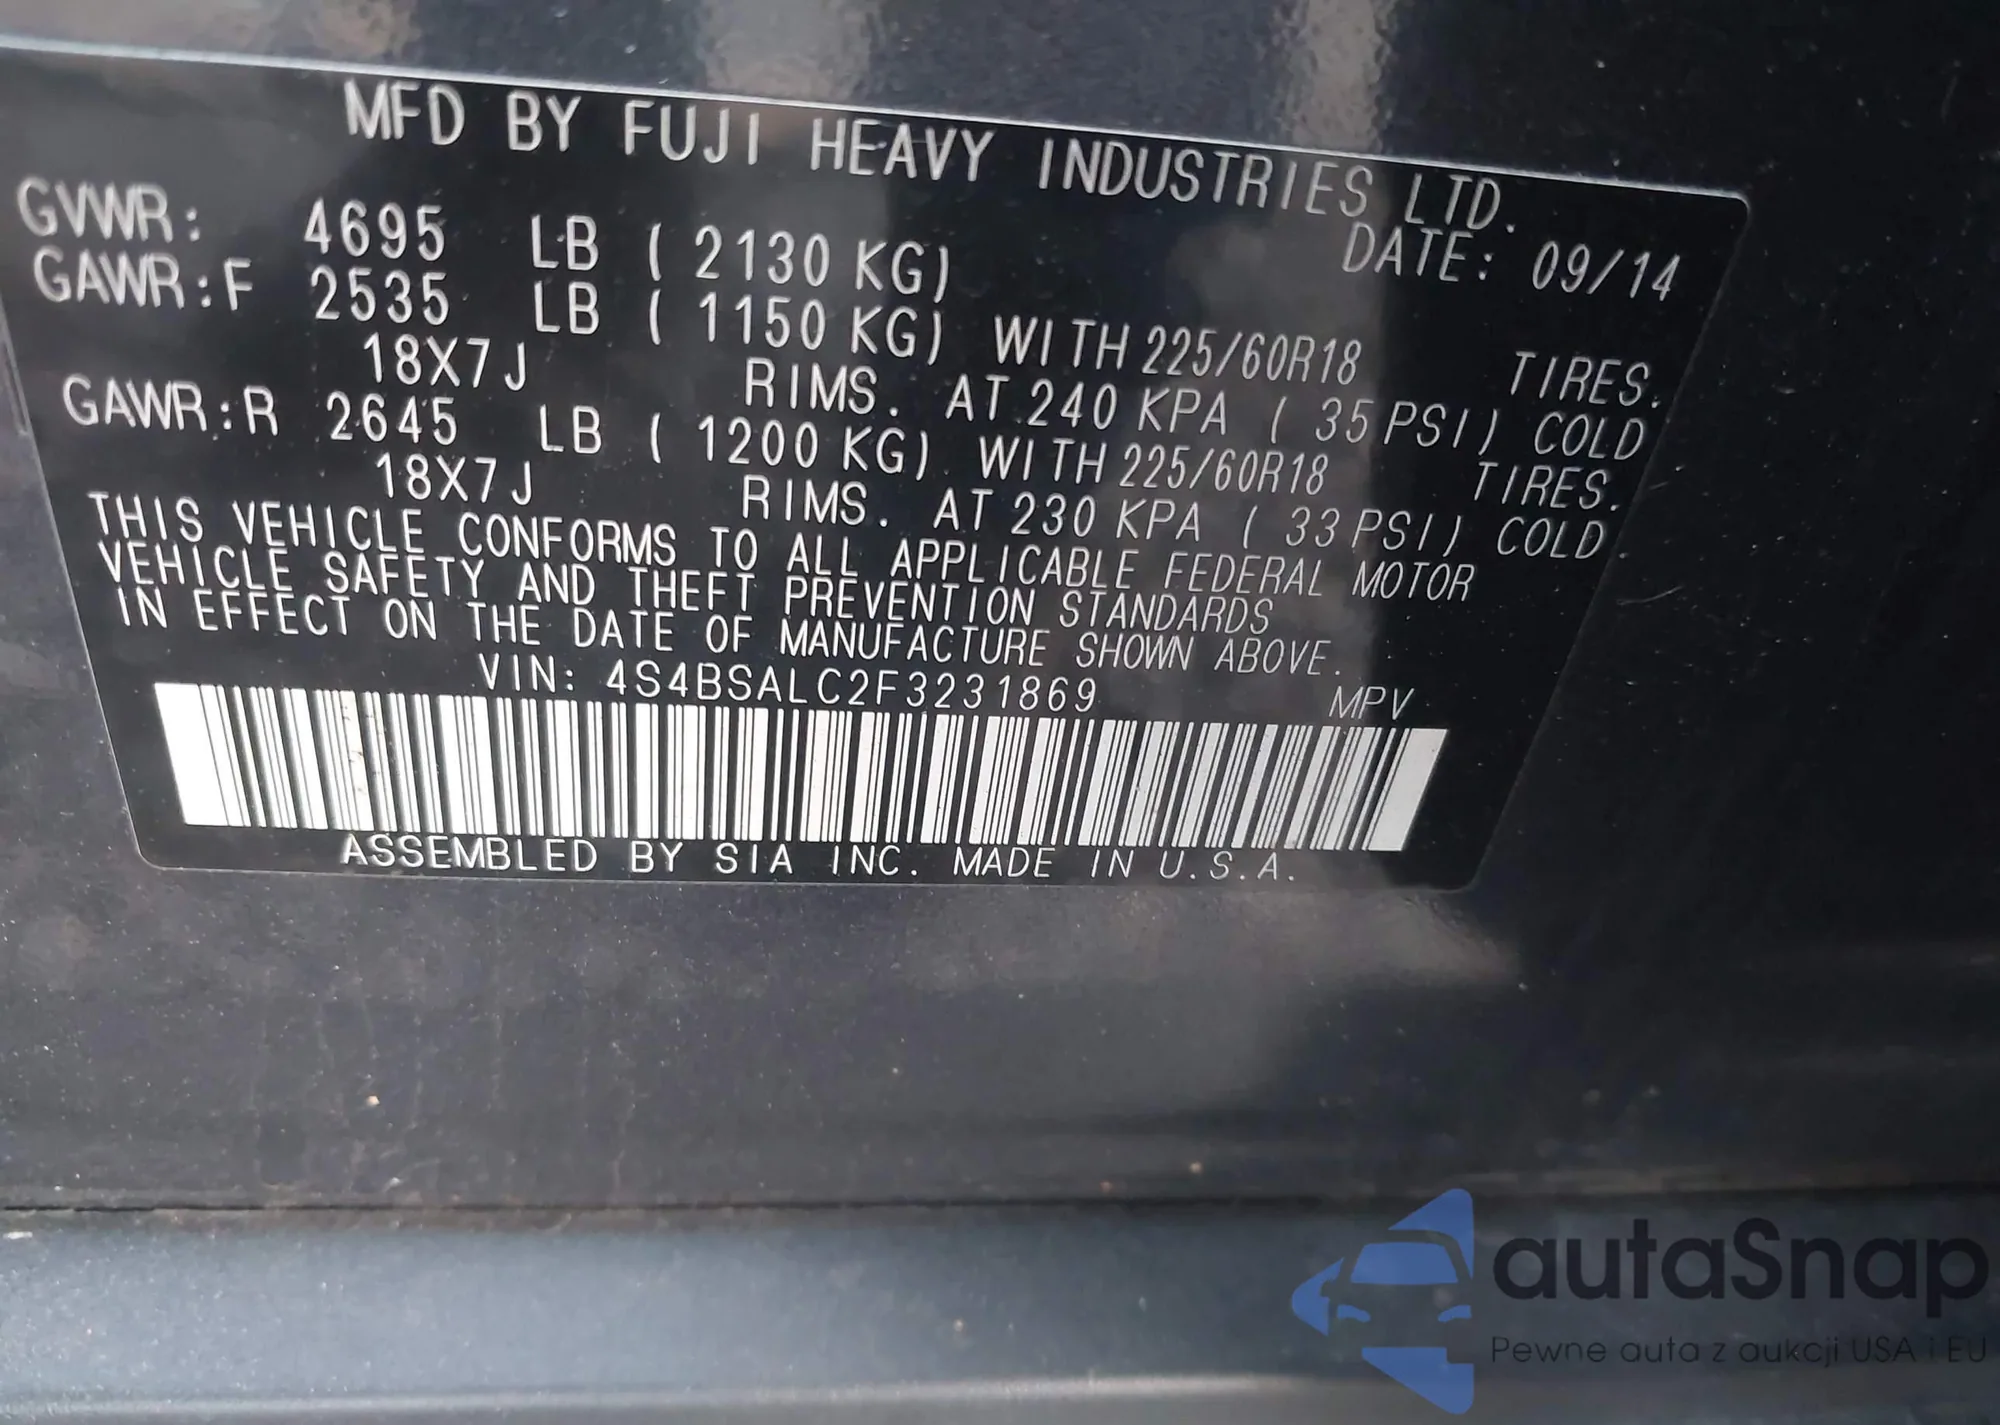 MFD BY FUJI HEAVY INDUSTRIES LTD.
DATE: 09/14
GVWR: 4695 LB ( 2130 KG)
GAWR:F 2535 LB ( 1150 KG) WITH 225/60R18 TIRES.
18X7J RIMS. AT 240 KPA ( 35 PSI) COLD
GAWR:R 2645 LB ( 1200 KG). WITH 225/60R18 TIRES.
18X7J RIMS. AT 230 KPA ( 33 PSI) COLD.
THIS VEHICLE CONFORMS TO ALL APPLICABLE FEDERAL MOTOR
VEHICLE SAFETY AND THEFT PREVENTION STANDARDS
IN EFFECT ON THE DATE OF MANUFACTURE SHOWN ABOVE.
VIN: 4S4BSALC2F3231869 MPV
ASSEMBLED BY SIA INC. MADE IN U.S.A.
autaSnap
Pewne auta z aukcji USA i EU